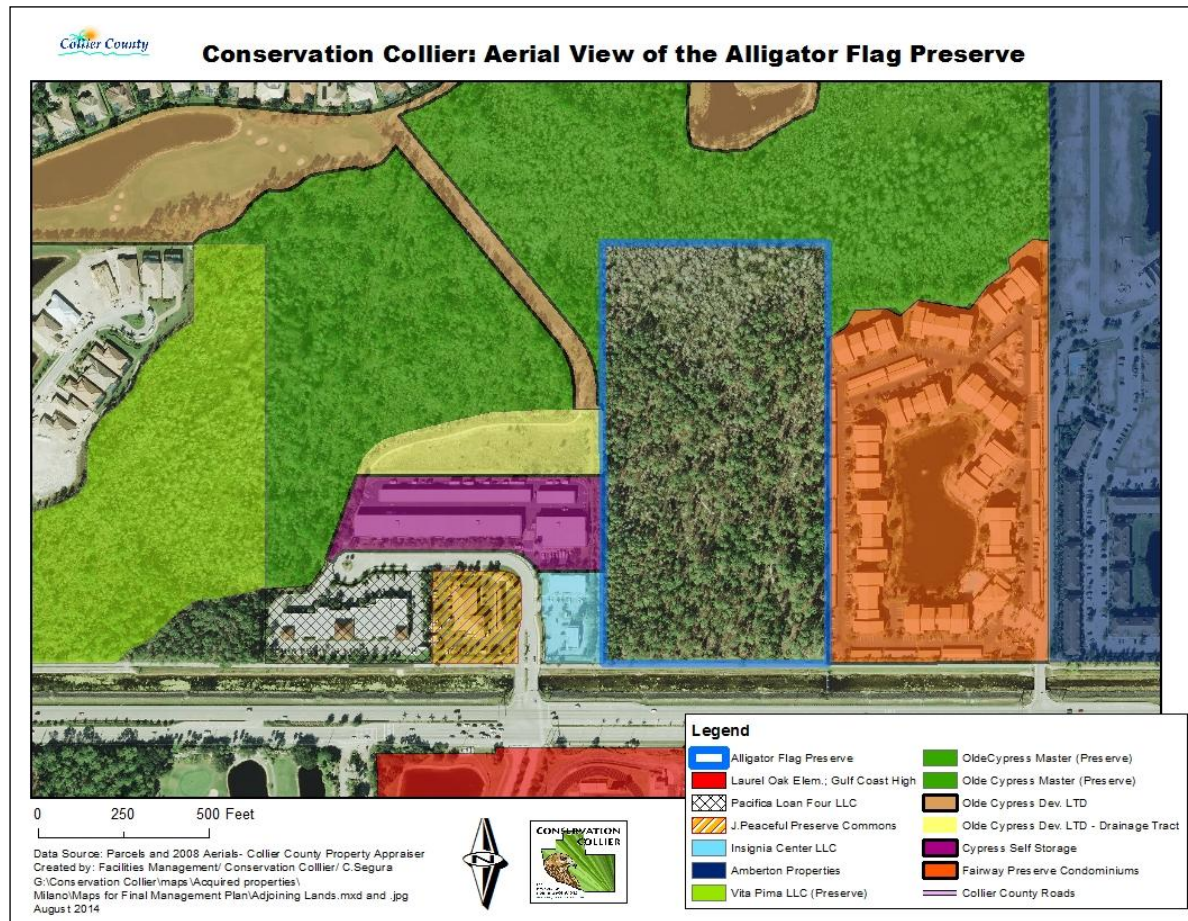 Collier County
Conservation Collier: Aerial View of the Alligator Flag Preserve
Legend
Alligator Flag Preserve
Laurel Oak Elem.; Gulf Coast High
Pacifica Loan Four LLC
J.Peaceful Preserve Commons
Insignia Center LLC
Amberton Properties
Vita Pima LLC (Preserve)
OldeCypress Master (Preserve)
Olde Cypress Master (Preserve)
Olde Cypress Dev. LTD
Olde Cypress Dev. LTD - Drainage Tract
Cypress Self Storage
Fairway Preserve Condominiums
Collier County Roads
0 250 500 Feet
Data Source: Parcels and 2008 Aerials- Collier County Property Appraiser
Created by: Facilities Management/ Conservation Collier/ C.Segura
G:\Conservation Collier\maps\Acquired properties\
Milano\Maps for Final Management Plan\Adjoining Lands.mxd and .jpg
August 2014
N
CONSERVATION
COLLIER